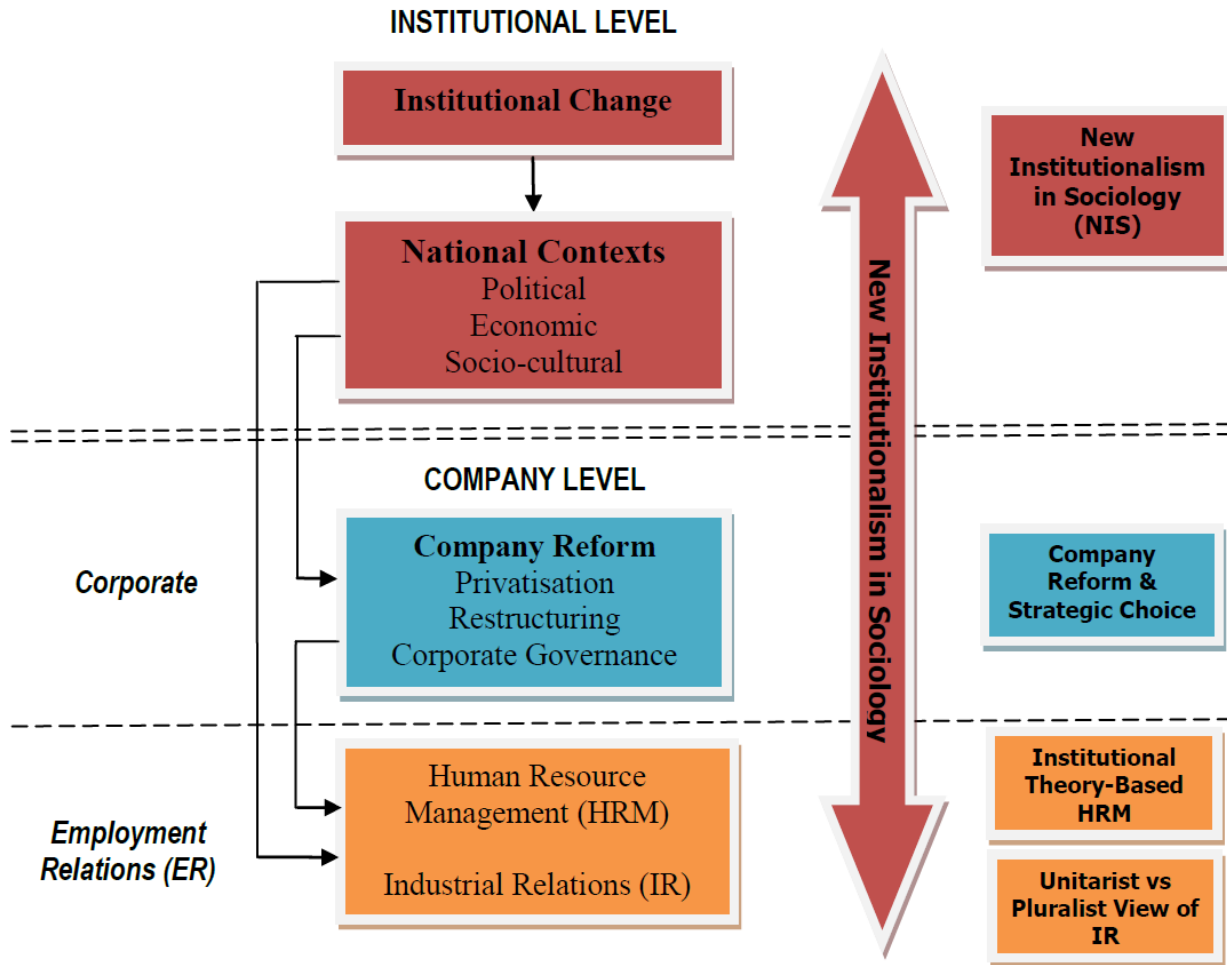 INSTITUTIONAL LEVEL
Institutional Change
National Contexts
Political
Economic
Socio-cultural
New
Institutionalism
in Sociology
(NIS)
New Institutionalism in Sociology
COMPANY LEVEL
Corporate
Company Reform
Privatisation
Restructuring
Corporate Governance
Company
Reform &
Strategic Choice
Employment
Relations (ER)
Human Resource
Management (HRM)
Industrial Relations (IR)
Institutional
Theory-Based
HRM
Unitarist vs
Pluralist View of
IR